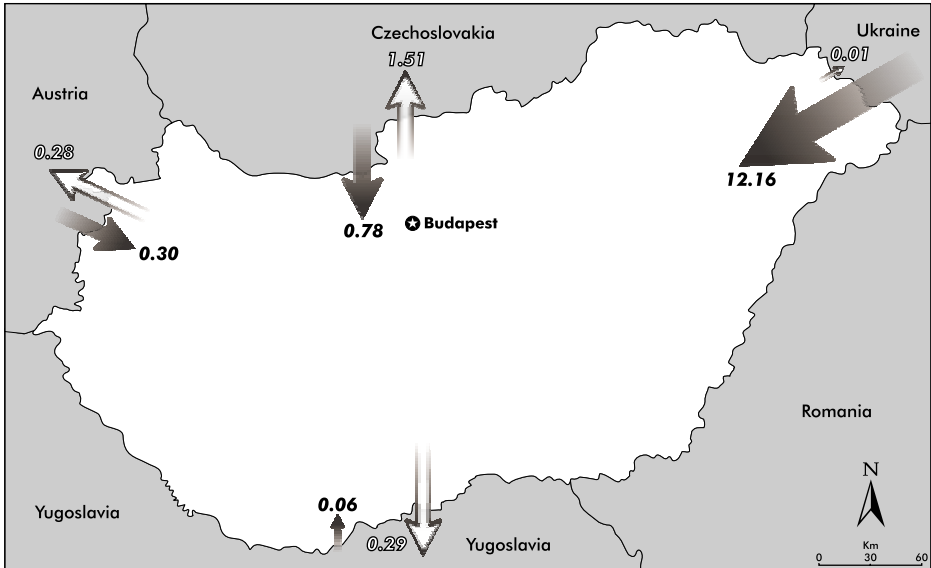 Czechoslovakia
1.51
Ukraine
0.01
Austria
0.28
12.16
0.78
Budapest
0.30
Romania
N
0.06
Yugoslavia
0.29
Yugoslavia
Km
0 30 60